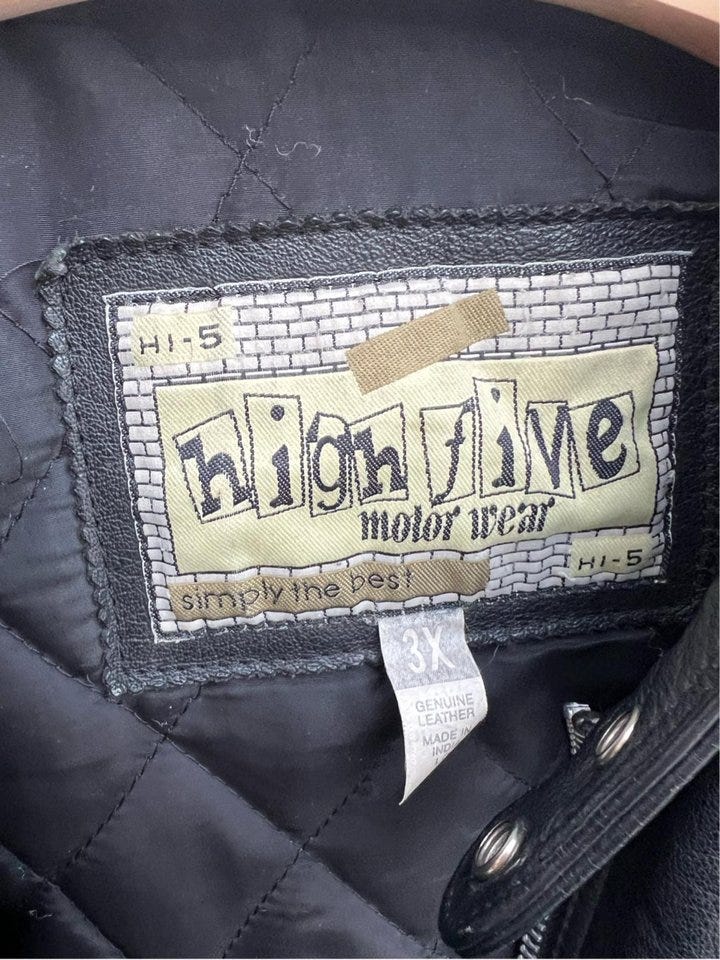 HI-5
high five
motor wear
HI-5
simply the best
3X
GENUINE
LEATHER
MADE IN